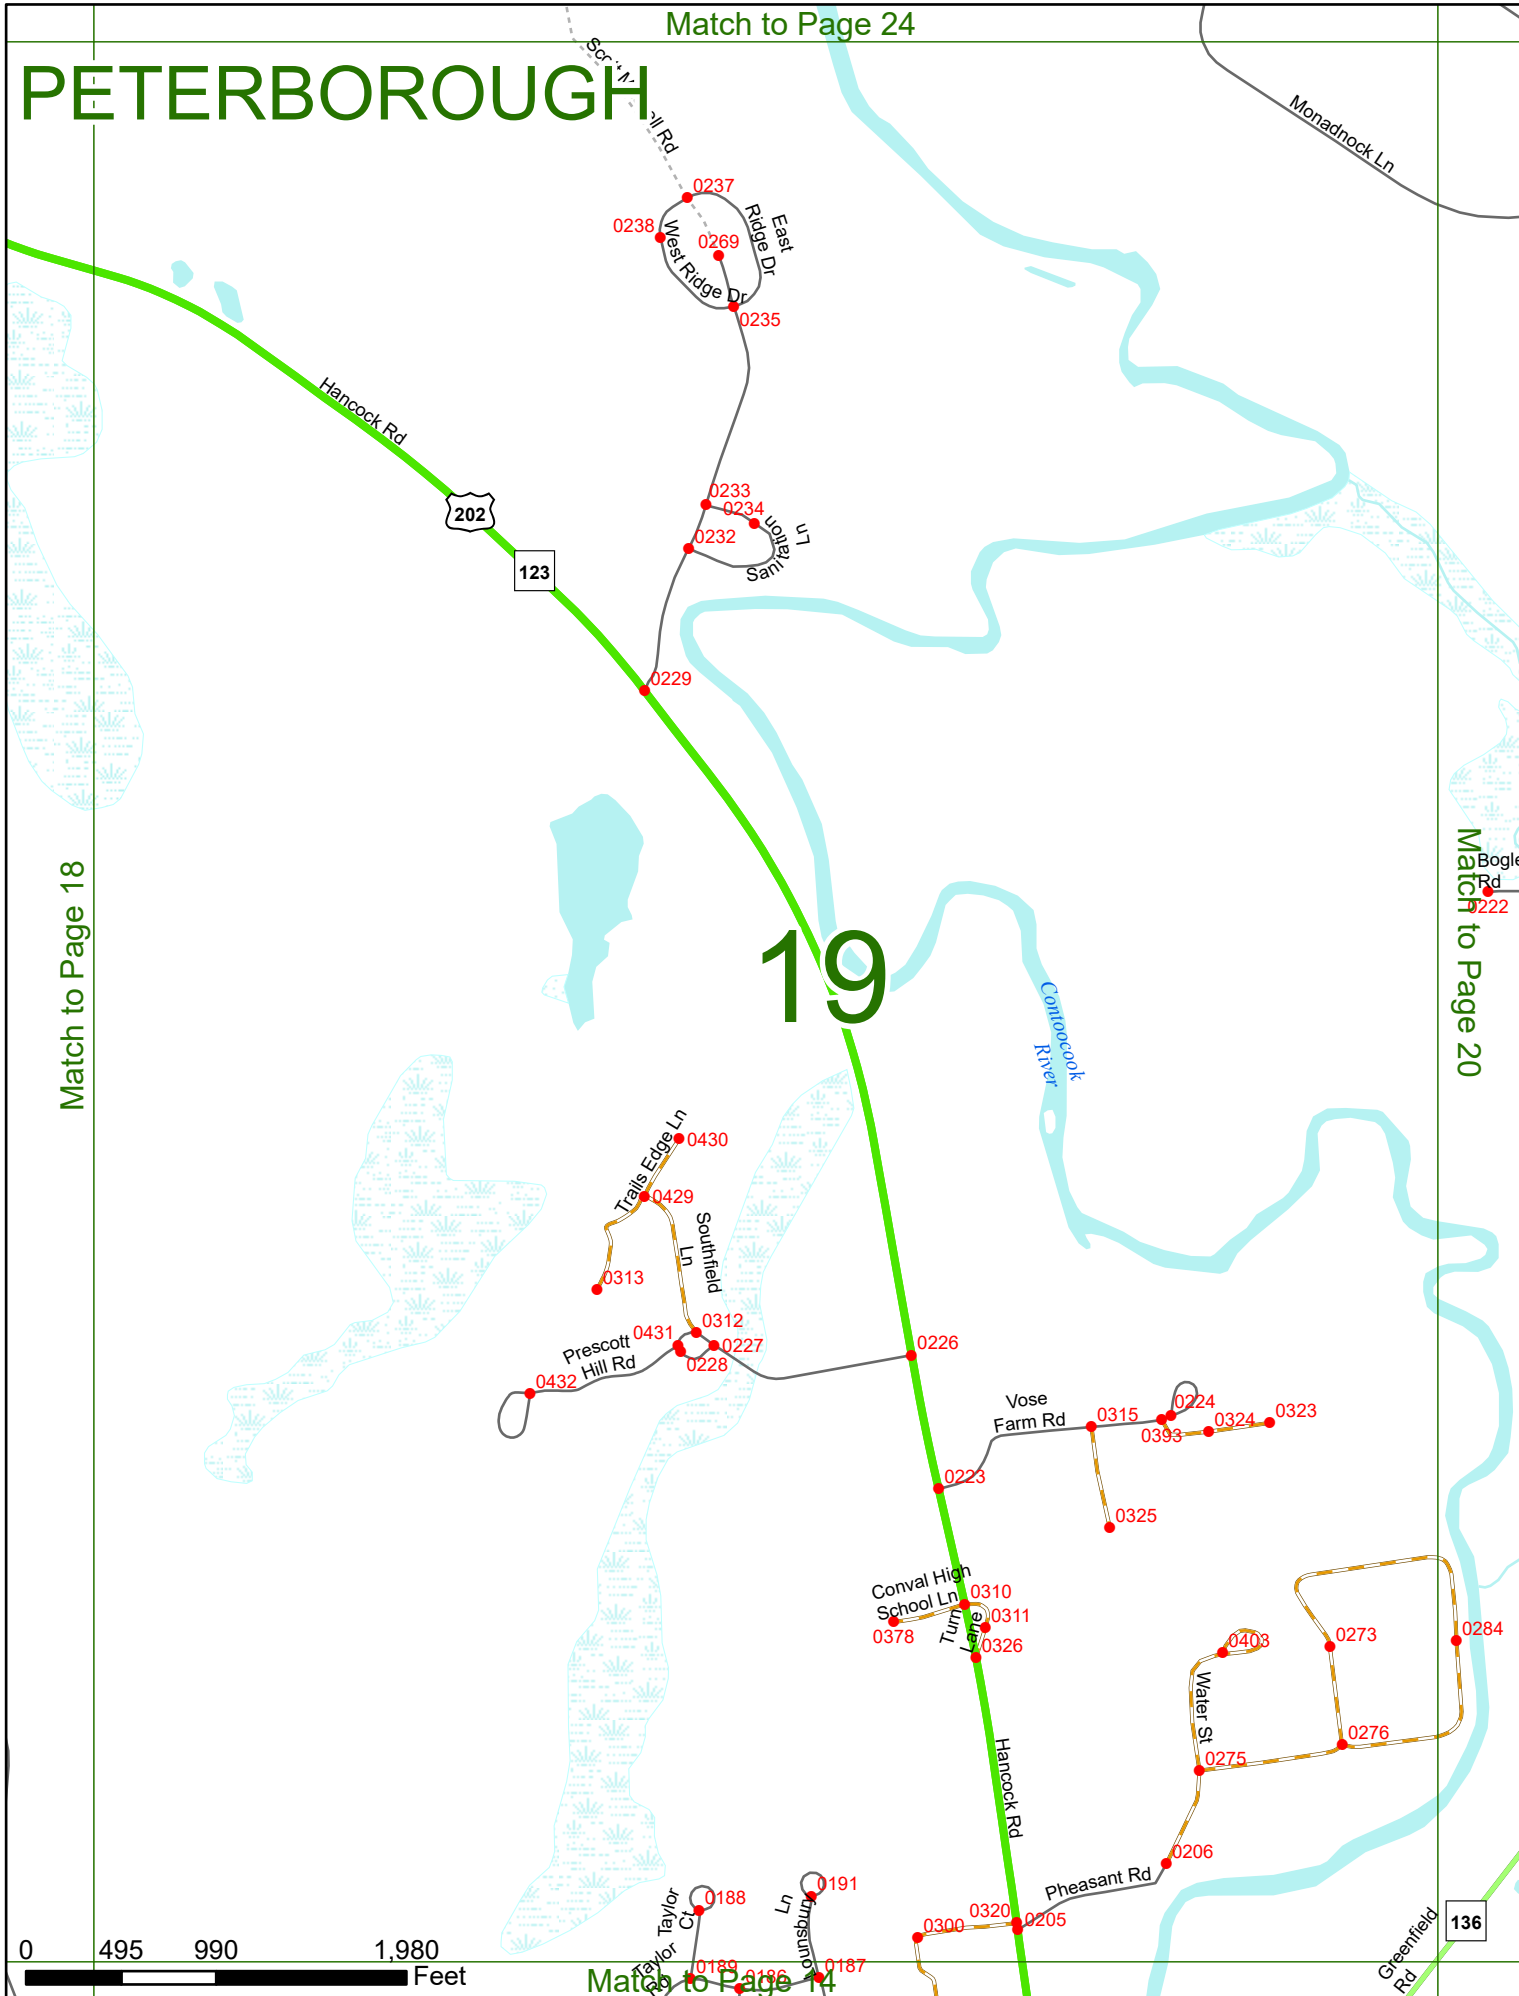 Match to Page 24
PETERBOROUGH
Monadnock Ln
0237
0238
0269
East
Ridge Dr
West Ridge Dr
0235
Hancock Rd
202
123
0233
0234
0232
Sanitation
Ln
0229
Match to Page 18
19
Match to Page 20
Bogle
Rd
0222
Contoocook
River
Trails Edge Ln
0430
0429
Southfield
Ln
0313
0312
0431
0227
0228
Prescott
Hill Rd
0432
0226
Vose
Farm Rd
0315
0224
0393
0324
0323
0223
0325
Conval High
School Ln
0310
0311
0378
Turn
Lane
0326
0403
0273
0284
Water St
0276
0275
Hancock Rd
0206
Pheasant Rd
0320
0205
0300
0191
0188
Taylor
Ct
Lounsbury
Ln
0187
0189
0186
Taylor
Rd
136
Greenfield
Rd
0 495 990 1,980
Feet
Match to Page 14